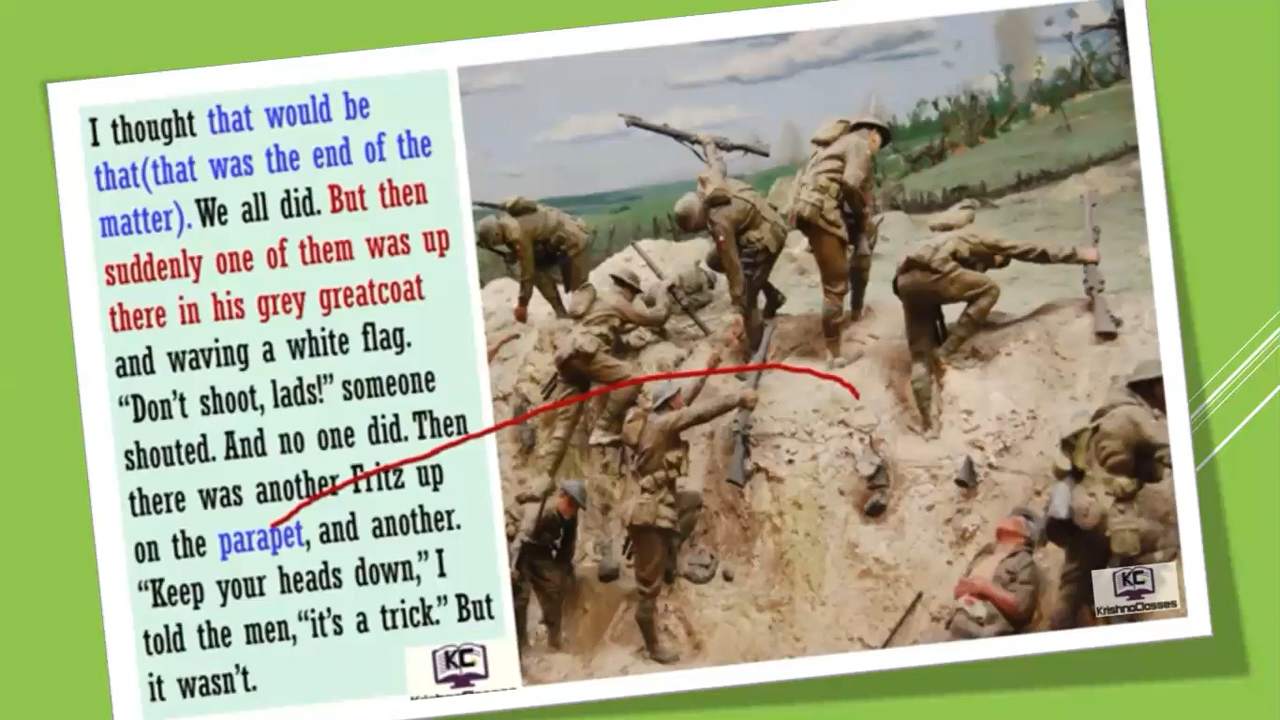 I thought that would be
that(that was the end of the
matter). We all did. But then
suddenly one of them was up
there in his grey greatcoat
and waving a white flag.
“Don't shoot, lads!” someone
shouted. And no one did. Then
there was another Fritz up
on the parapet, and another.
“Keep your heads down,” I
told the men,“it's a trick.” But
it wasn't.
KC
KC
KrishnaClasses